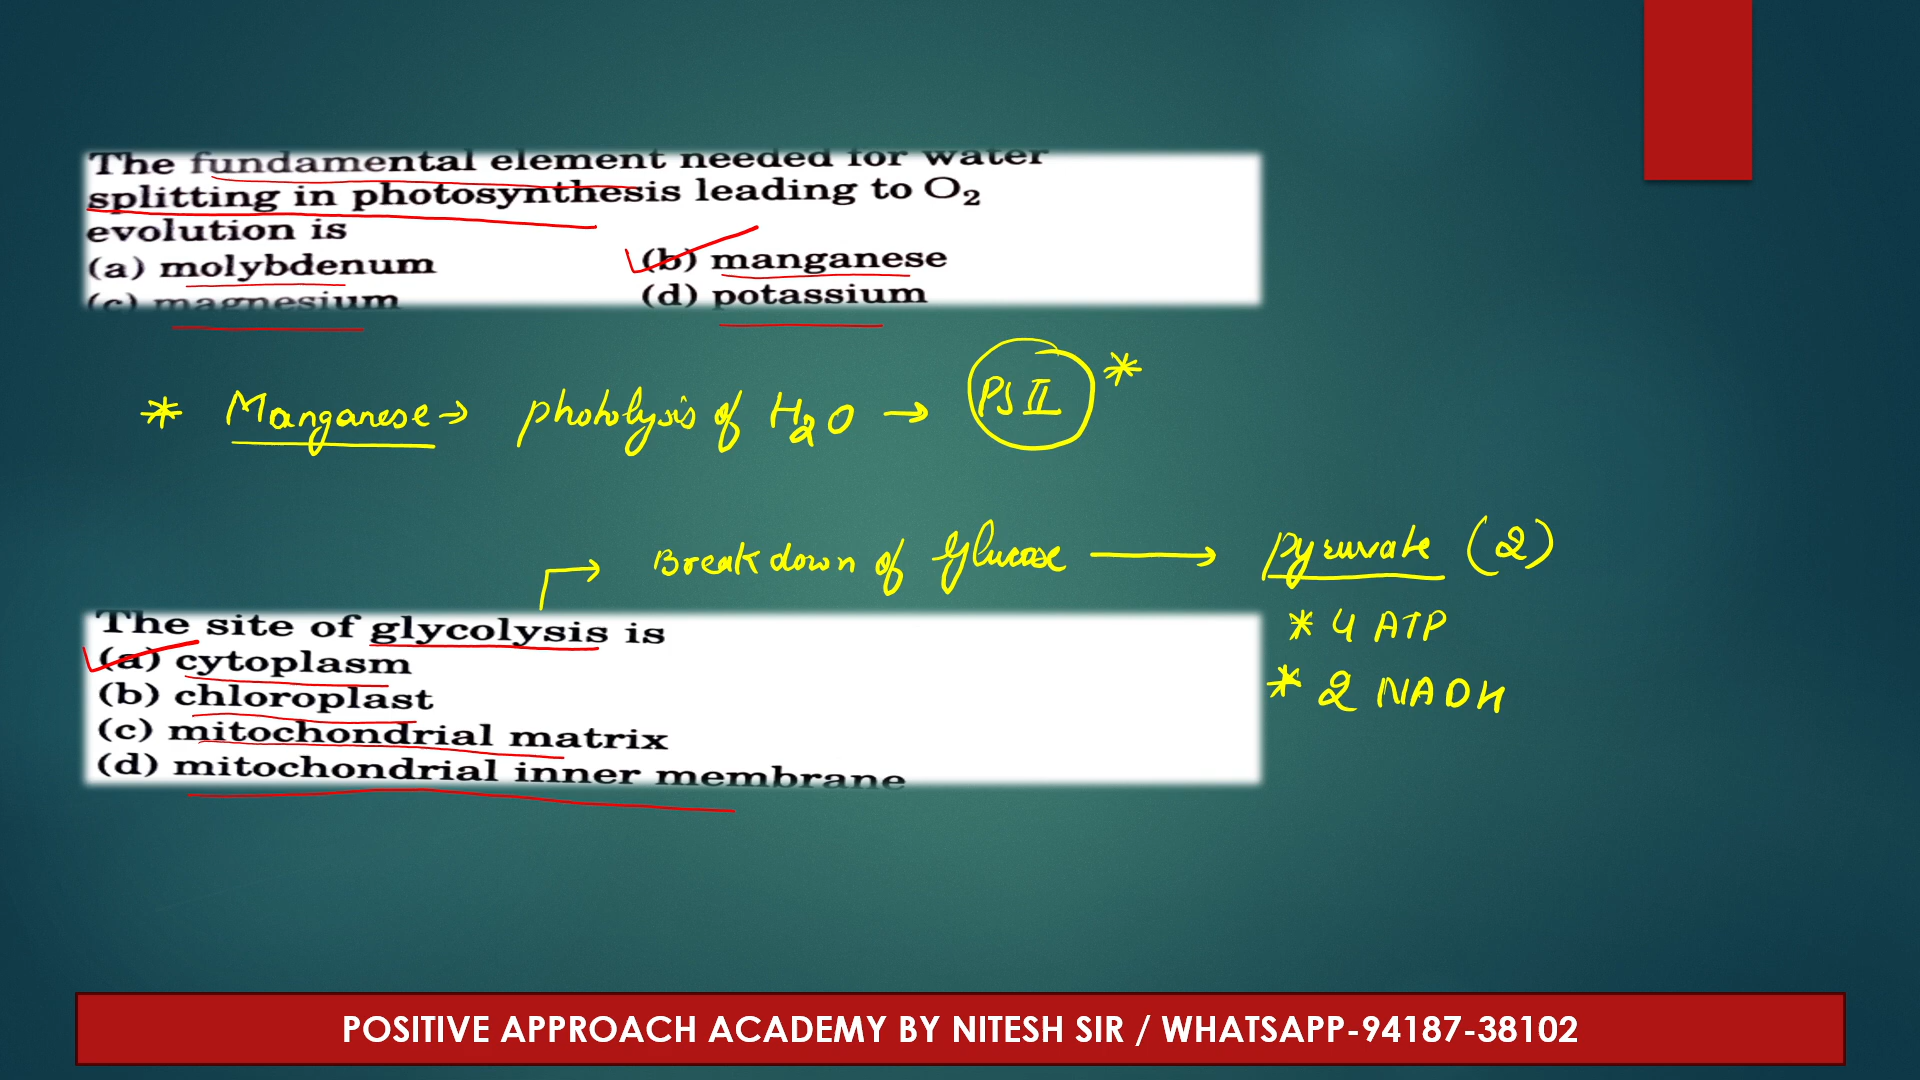 The fundamental element needed for water
splitting in photosynthesis leading to O₂
evolution is
(a) molybdenum (b) manganese
(c) magnesium (d) potassium
* Manganese → photolysis of H₂O → PS II *
Breakdown of Glucose → pyruvate (2)
* 4 ATP
* 2 NADH
The site of glycolysis is
(a) cytoplasm
(b) chloroplast
(c) mitochondrial matrix
(d) mitochondrial inner membrane
POSITIVE APPROACH ACADEMY BY NITESH SIR / WHATSAPP-94187-38102